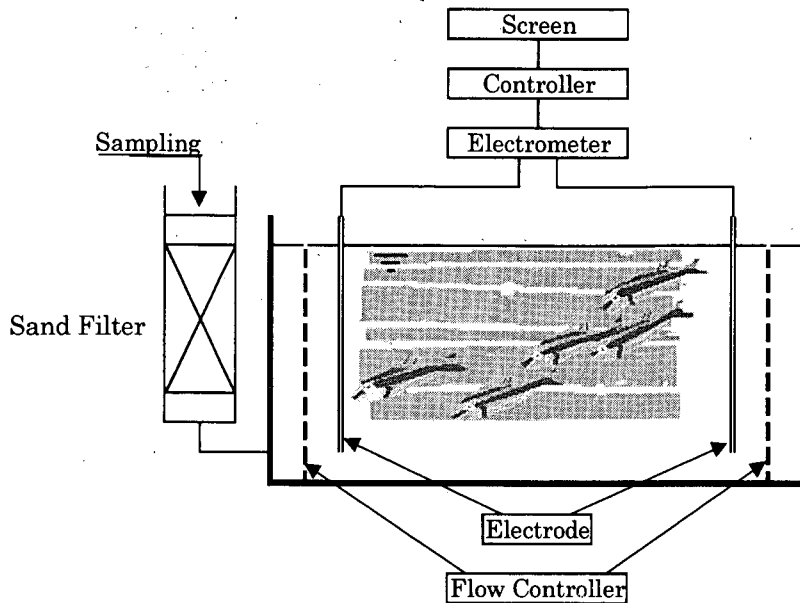 Screen
Controller
Electrometer
Sampling
Sand Filter
Electrode
Flow Controller